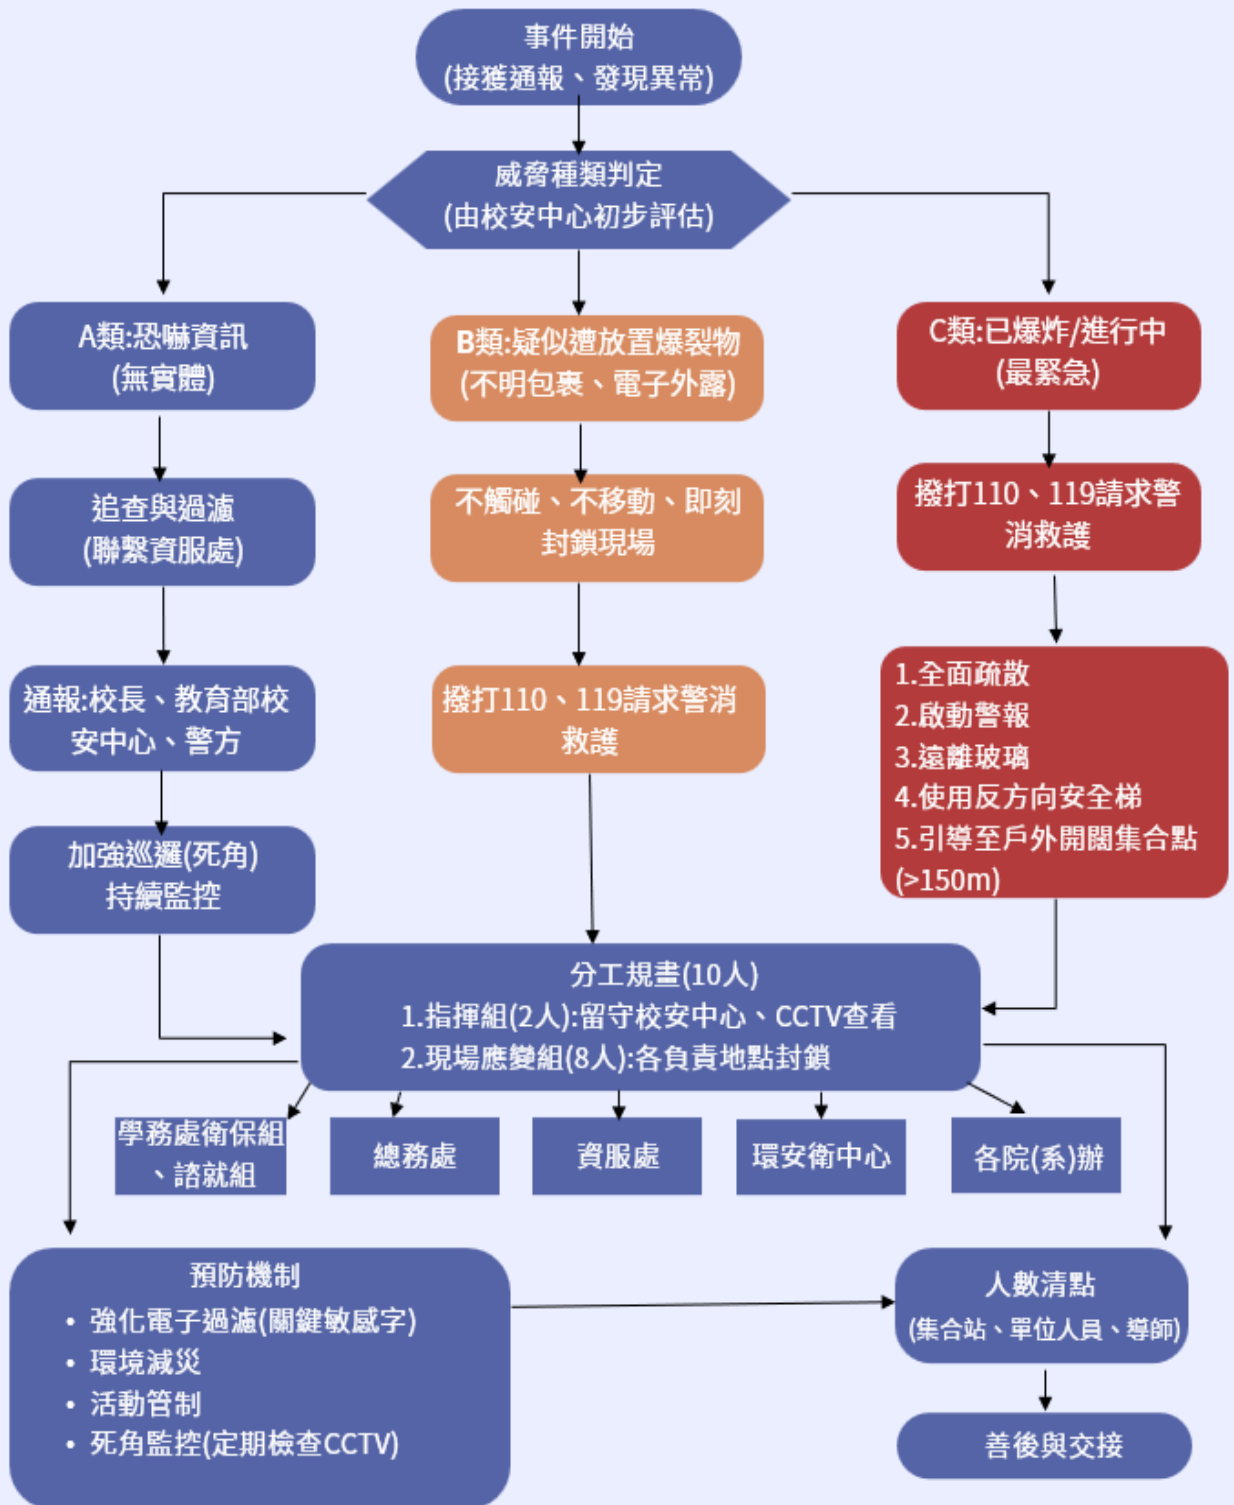 事件開始
(接獲通報、發現異常)
威脅種類判定
(由校安中心初步評估)
A類:恐嚇資訊
(無實體)
B類:疑似遭放置爆裂物
(不明包裹、電子外露)
C類:已爆炸/進行中
(最緊急)
追查與過濾
(聯繫資服處)
不觸碰、不移動、即刻
封鎖現場
撥打110、119請求警
消救護
通報:校長、教育部校
安中心、警方
撥打110、119請求警消
救護
1.全面疏散
2.啟動警報
3.遠離玻璃
4.使用反方向安全梯
5.引導至戶外開闊集合點
(>150m)
加強巡邏(死角)
持續監控
分工規畫(10人)
1.指揮組(2人):留守校安中心、CCTV查看
2.現場應變組(8人):各負責地點封鎖
學務處衛保組
、諮就組
總務處
資服處
環安衛中心
各院(系)辦
預防機制
• 強化電子過濾(關鍵敏感字)
• 環境減災
• 活動管制
• 死角監控(定期檢查CCTV)
人數清點
(集合站、單位人員、導師)
善後與交接